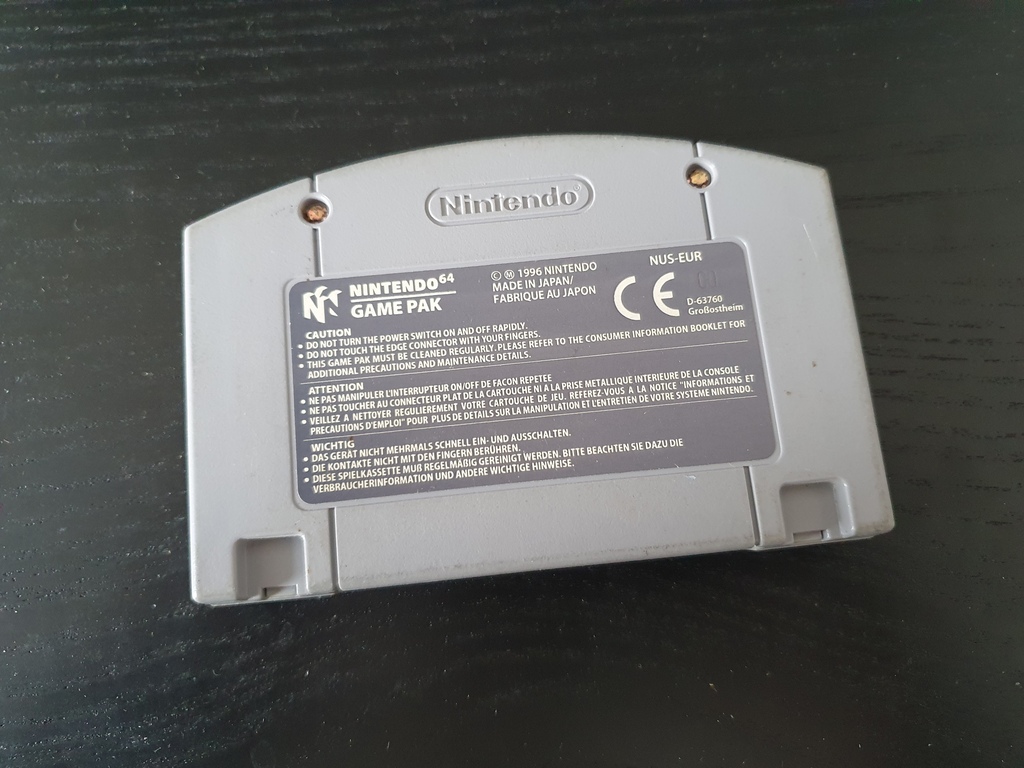 Nintendo®
NINTENDO 64
GAME PAK
© Ⓜ 1996 NINTENDO
MADE IN JAPAN/
FABRIQUE AU JAPON
NUS-EUR
CE
D-63760
Großostheim
CAUTION
• DO NOT TURN THE POWER SWITCH ON AND OFF RAPIDLY.
• DO NOT TOUCH THE EDGE CONNECTOR WITH YOUR FINGERS.
• THIS GAME PAK MUST BE CLEANED REGULARLY. PLEASE REFER TO THE CONSUMER INFORMATION BOOKLET FOR
ADDITIONAL PRECAUTIONS AND MAINTENANCE DETAILS.
ATTENTION
• NE PAS MANIPULER L'INTERRUPTEUR ON/OFF DE FACON REPETEE
• NE PAS TOUCHER AU CONNECTEUR PLAT DE LA CARTOUCHE NI A LA PRISE METALLIQUE INTERIEURE DE LA CONSOLE
• VEILLEZ A NETTOYER REGULIEREMENT VOTRE CARTOUCHE DE JEU. REFEREZ-VOUS A LA NOTICE "INFORMATIONS ET
PRECAUTIONS D'EMPLOI" POUR PLUS DE DETAILS SUR LA MANIPULATION ET L'ENTRETIEN DE VOTRE SYSTEME NINTENDO.
WICHTIG
• DAS GERÄT NICHT MEHRMALS SCHNELL EIN- UND AUSSCHALTEN.
• DIE KONTAKTE NICHT MIT DEN FINGERN BERÜHREN.
• DIESE SPIELKASSETTE MUß REGELMÄßIG GEREINIGT WERDEN. BITTE BEACHTEN SIE DAZU DIE
VERBRAUCHERINFORMATION UND ANDERE WICHTIGE HINWEISE.